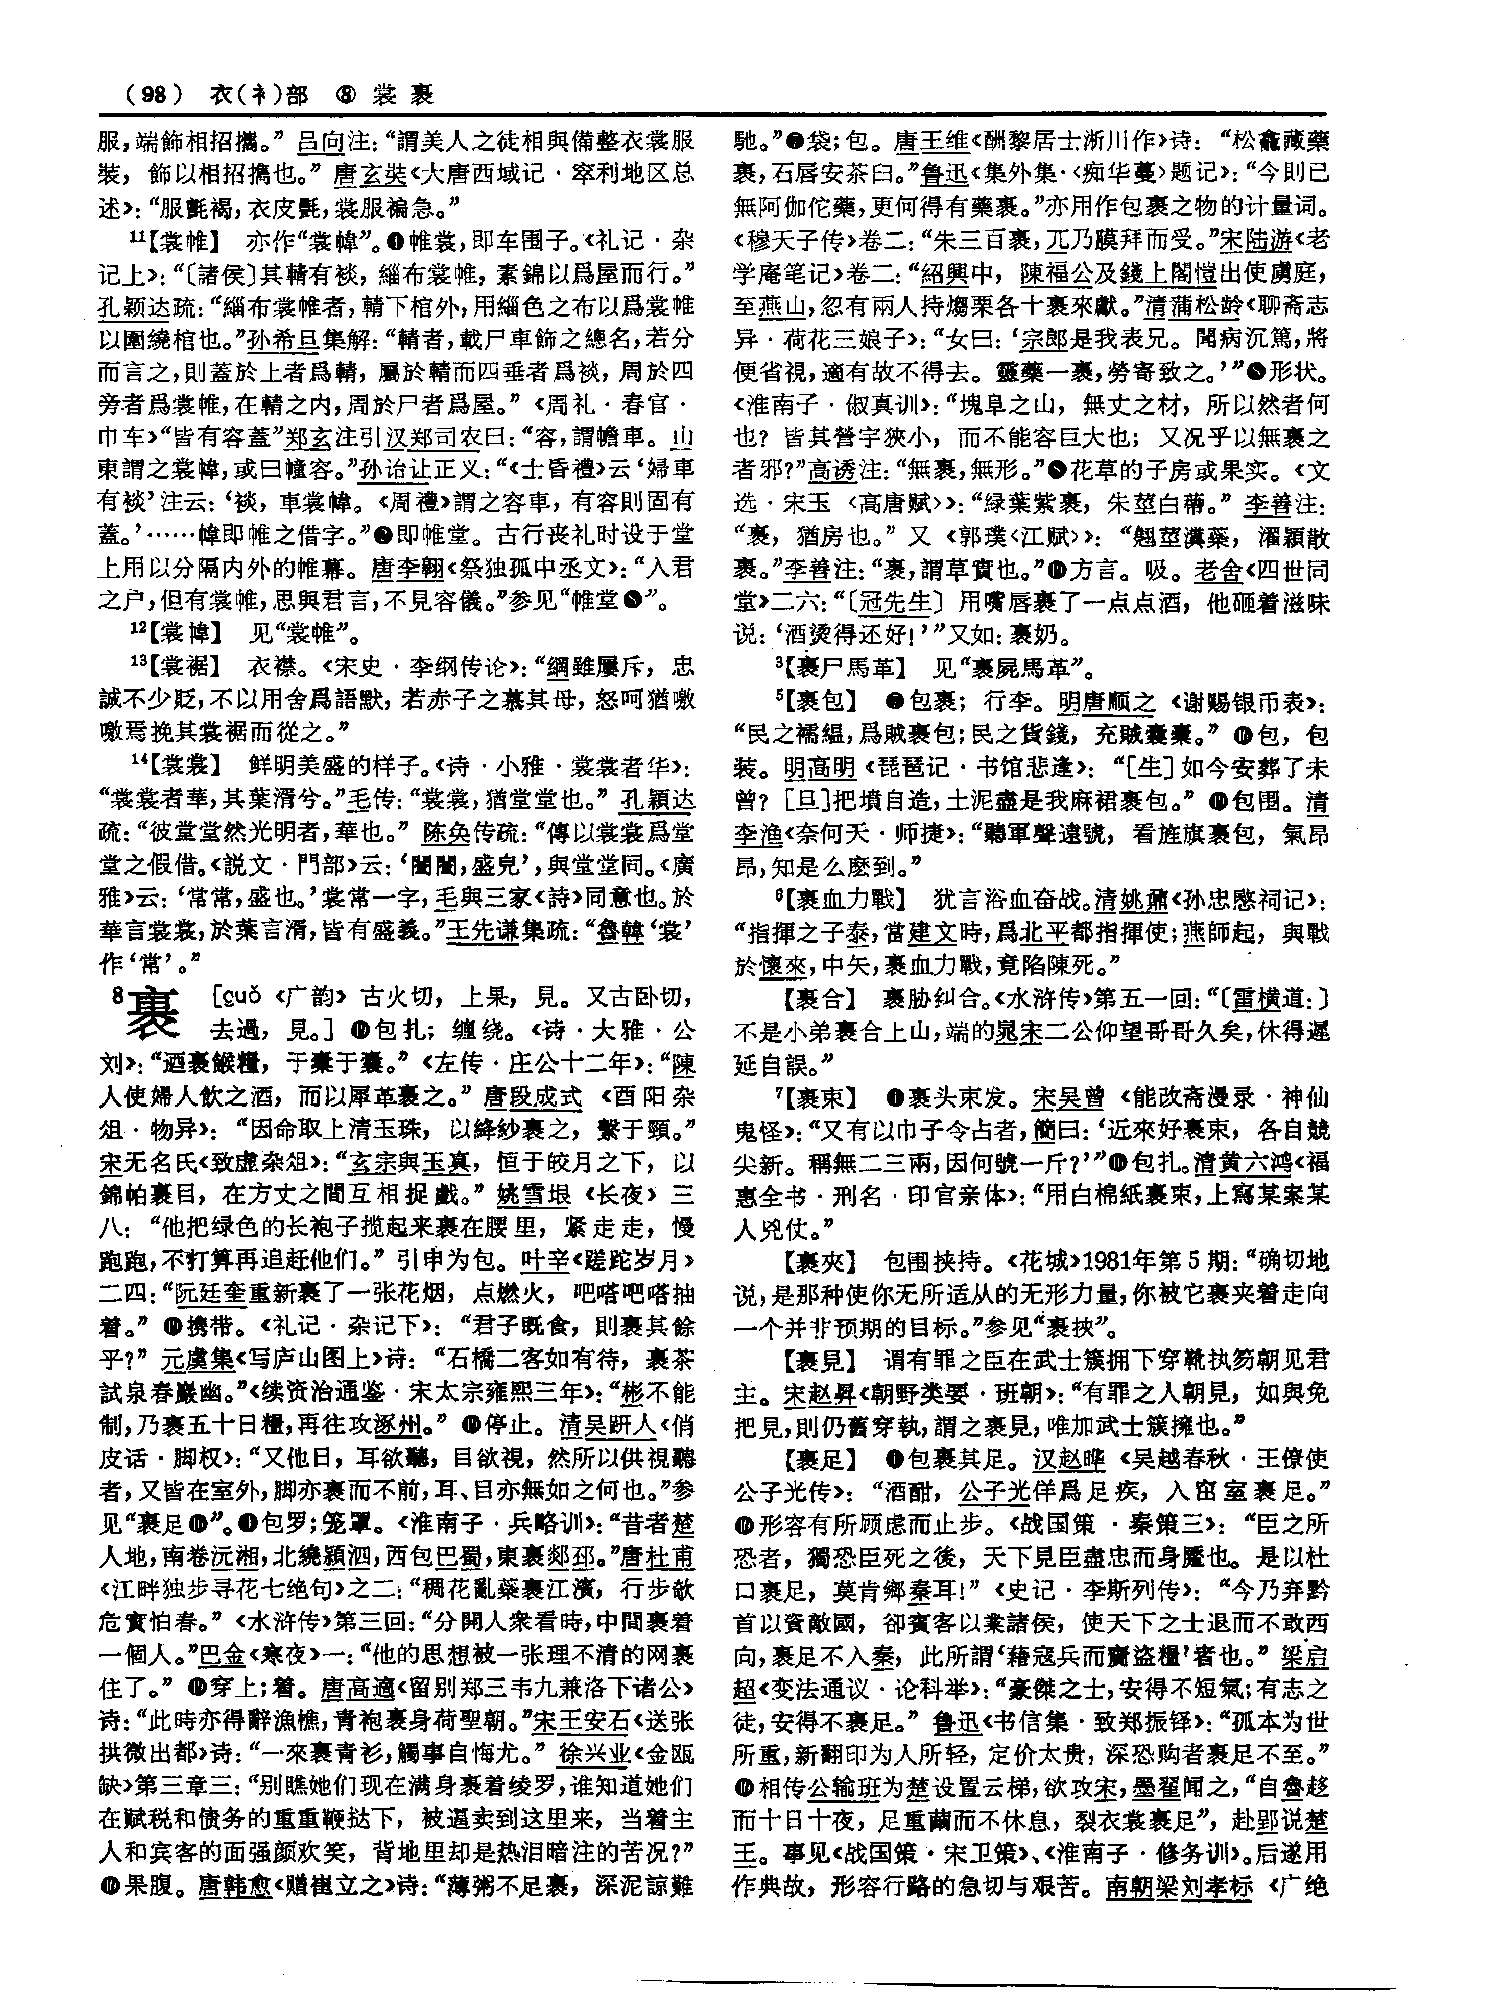 (98) 衣(衤)部 ⑧ 裳 裹
服,端飾相招攜。”吕向注:“謂美人之徒相與備整衣裳服
裝,飾以相招攜也。”唐玄奘《大唐西域记·窣利地区总
述》:“服氈褐,衣皮氎,裳服褊急。”
11【裳帷】 亦作“裳幃”。❶帷裳,即车围子。《礼记·杂
记上》:“〔諸侯〕其輤有裧,緇布裳帷,素錦以爲屋而行。”
孔颖达疏:“緇布裳帷者,輤下棺外,用緇色之布以爲裳帷
以圍繞棺也。”孙希旦集解:“輤者,載尸車飾之總名,若分
而言之,則蓋於上者爲輤,屬於輤而四垂者爲裧,周於四
旁者爲裳帷,在輤之内,周於尸者爲屋。”《周礼·春官·
巾车》“皆有容蓋”郑玄注引汉郑司农曰:“容,謂幨車。山
東謂之裳幃,或曰幢容。”孙诒让正义:“《士昏禮》云‘婦車
有裧’注云:‘裧,車裳幃。《周禮》謂之容車,有容則固有
蓋。’……幃即帷之借字。”❷即帷堂。古行丧礼时设于堂
上用以分隔内外的帷幕。唐李翱《祭独孤中丞文》:“入君
之户,但有裳帷,思與君言,不見容儀。”参见“帷堂❶”。
12【裳幃】 见“裳帷”。
13【裳裾】 衣襟。《宋史·李纲传论》:“綱雖屢斥,忠
誠不少貶,不以用舍爲語默,若赤子之慕其母,怒呵猶噭
噭焉挽其裳裾而從之。”
14【裳裳】 鲜明美盛的样子。《诗·小雅·裳裳者华》:
“裳裳者華,其葉湑兮。”毛传:“裳裳,猶堂堂也。”孔穎达
疏:“彼堂堂然光明者,華也。”陈奂传疏:“傳以裳裳爲堂
堂之假借。《説文·門部》云:‘闛闛,盛皃’,與堂堂同。《廣
雅》云:‘常常,盛也。’裳常一字,毛與三家《詩》同意也。於
華言裳裳,於葉言湑,皆有盛義。”王先谦集疏:“魯韓‘裳’
作‘常’。”
8裹 [guǒ《广韵》古火切,上果,見。又古卧切,
去過,見。]❶包扎;缠绕。《诗·大雅·公
刘》:“迺裹餱糧,于橐于囊。”《左传·庄公十二年》:“陳
人使婦人飲之酒,而以犀革裹之。”唐段成式《酉阳杂
俎·物异》:“因命取上清玉珠,以絳紗裹之,繫于頸。”
宋无名氏《致虚杂俎》:“玄宗與玉真,恒于皎月之下,以
錦帕裹目,在方丈之間互相捉戲。”姚雪垠《长夜》三
八:“他把绿色的长袍子揽起来裹在腰里,紧走走,慢
跑跑,不打算再追赶他们。”引申为包。叶辛《蹉跎岁月》
二四:“阮廷奎重新裹了一张花烟,点燃火,吧嗒吧嗒抽
着。”❷携带。《礼记·杂记下》:“君子既食,則裹其餘
乎?”元虞集《写庐山图上》诗:“石橋二客如有待,裹茶
試泉春巖幽。”《续资治通鉴·宋太宗雍熙三年》:“彬不能
制,乃裹五十日糧,再往攻涿州。”❸停止。清吴趼人《俏
皮话·脚权》:“又他日,耳欲聽,目欲視,然所以供視聽
者,又皆在室外,脚亦裹而不前,耳、目亦無如之何也。”参
见“裹足❷”。❹包罗;笼罩。《淮南子·兵略训》:“昔者楚
人地,南卷沅湘,北繞潁泗,西包巴蜀,東裹郯邳。”唐杜甫
《江畔独步寻花七绝句》之二:“稠花亂蘂裹江濱,行步欹
危實怕春。”《水浒传》第三回:“分開人衆看時,中間裹着
一個人。”巴金《寒夜》一:“他的思想被一张理不清的网裹
住了。”❺穿上;着。唐高適《留别郑三韦九兼洛下诸公》
诗:“此時亦得辭漁樵,青袍裹身荷聖朝。”宋王安石《送张
拱微出都》诗:“一來裹青衫,觸事自悔尤。”徐兴业《金瓯
缺》第三章三:“别瞧她们现在满身裹着绫罗,谁知道她们
在赋税和债务的重重鞭挞下,被逼卖到这里来,当着主
人和宾客的面强颜欢笑,背地里却是热泪暗注的苦况?”
❻果腹。唐韩愈《赠崔立之》诗:“薄粥不足裹,深泥諒難
馳。”❼袋;包。唐王维《酬黎居士淅川作》诗:“松龕藏藥
裹,石唇安茶臼。”鲁迅《集外集·〈痴华鬘〉题记》:“今則已
無阿伽佗藥,更何得有藥裹。”亦用作包裹之物的计量词。
《穆天子传》卷二:“朱三百裹,丌乃膜拜而受。”宋陆游《老
学庵笔记》卷二:“紹興中,陳福公及錢上閣愷出使虜庭,
至燕山,忽有兩人持煼栗各十裹來獻。”清蒲松龄《聊斋志
异·荷花三娘子》:“女曰:‘宗郎是我表兄。聞病沉篤,將
便省視,適有故不得去。靈藥一裹,勞寄致之。’”❽形状。
《淮南子·俶真训》:“塊阜之山,無丈之材,所以然者何
也?皆其營宇狹小,而不能容巨大也;又况乎以無裹之
者邪?”高诱注:“無裹,無形。”❾花草的子房或果实。《文
选·宋玉〈高唐赋〉》:“緑葉紫裹,朱莖白蔕。”李善注:
“裹,猶房也。”又《郭璞〈江赋〉》:“翹莖瀵蘂,濯穎散
裹。”李善注:“裹,謂草實也。”❿方言。吸。老舍《四世同
堂》二六:“〔冠先生〕用嘴唇裹了一点点酒,他砸着滋味
说:‘酒烫得还好!’”又如:裹奶。
3【裹尸馬革】 见“裹屍馬革”。
5【裹包】 ❶包裹;行李。明唐顺之《谢赐银币表》:
“民之襦緼,爲賊裹包;民之貨錢,充賊囊橐。”❷包,包
装。明高明《琵琶记·书馆悲逢》:“[生]如今安葬了未
曾?[旦]把墳自造,土泥盡是我麻裙裹包。”❸包围。清
李渔《奈何天·师捷》:“聽軍聲遠號,看旌旗裹包,氣昂
昂,知是么麽到。”
6【裹血力戰】 犹言浴血奋战。清姚鼐《孙忠愍祠记》:
“指揮之子泰,當建文時,爲北平都指揮使;燕師起,與戰
於懷來,中矢,裹血力戰,竟陷陳死。”
【裹合】 裹胁纠合。《水浒传》第五一回:“〔雷横道:〕
不是小弟裹合上山,端的晁宋二公仰望哥哥久矣,休得遲
延自誤。”
7【裹束】 ❶裹头束发。宋吴曾《能改斋漫录·神仙
鬼怪》:“又有以巾子令占者,簡曰:‘近來好裹束,各自競
尖新。稱無二三兩,因何號一斤?’”❷包扎。清黄六鸿《福
惠全书·刑名·印官亲体》:“用白棉紙裹束,上寫某案某
人兇仗。”
【裹夾】 包围挟持。《花城》1981年第5期:“确切地
说,是那种使你无所适从的无形力量,你被它裹夹着走向
一个并非预期的目标。”参见“裹挾”。
【裹見】 谓有罪之臣在武士簇拥下穿靴执笏朝见君
主。宋赵昇《朝野类要·班朝》:“有罪之人朝見,如與免
把見,則仍舊穿執,謂之裹見,唯加武士簇擁也。”
【裹足】 ❶包裹其足。汉赵晔《吴越春秋·王僚使
公子光传》:“酒酣,公子光佯爲足疾,入窋室裹足。”
❷形容有所顾虑而止步。《战国策·秦策三》:“臣之所
恐者,獨恐臣死之後,天下見臣盡忠而身蹷也。是以杜
口裹足,莫肯鄉秦耳!”《史记·李斯列传》:“今乃弃黔
首以資敵國,卻賓客以業諸侯,使天下之士退而不敢西
向,裹足不入秦,此所謂‘藉寇兵而齎盗糧’者也。”梁启
超《变法通议·论科举》:“豪傑之士,安得不短氣;有志之
徒,安得不裹足。”鲁迅《书信集·致郑振铎》:“孤本为世
所重,新翻印为人所轻,定价太贵,深恐购者裹足不至。”
❸相传公输班为楚设置云梯,欲攻宋,墨翟闻之,“自魯趍
而十日十夜,足重繭而不休息,裂衣裳裹足”,赴郢说楚
王。事见《战国策·宋卫策》、《淮南子·修务训》。后遂用
作典故,形容行路的急切与艰苦。南朝梁刘孝标《广绝